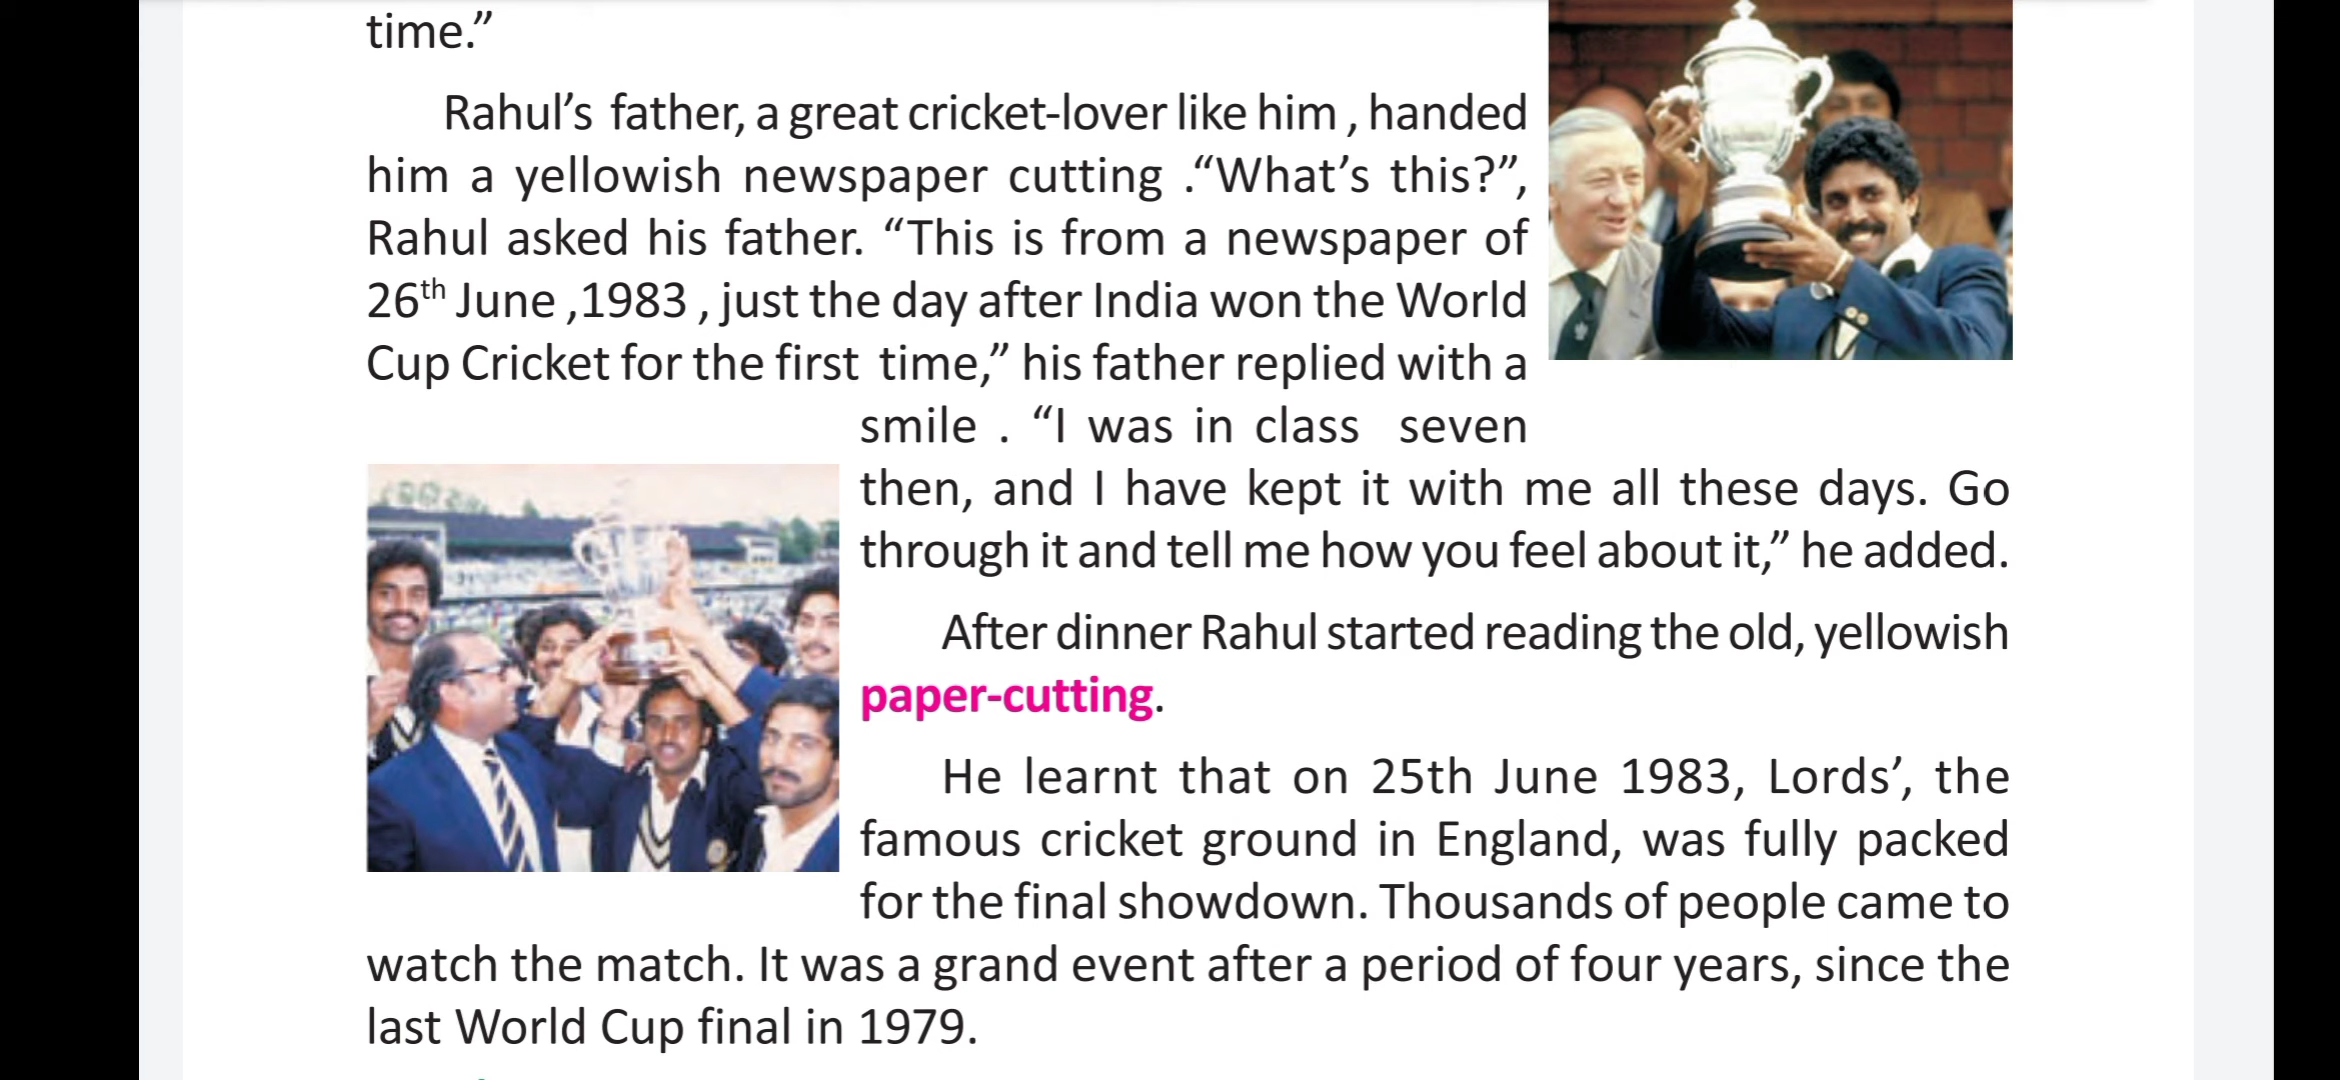 time.”
Rahul’s father, a great cricket-lover like him , handed
him a yellowish newspaper cutting .“What’s this?”,
Rahul asked his father. “This is from a newspaper of
26th June ,1983 , just the day after India won the World
Cup Cricket for the first time,” his father replied with a
smile . “I was in class seven
then, and I have kept it with me all these days. Go
through it and tell me how you feel about it,” he added.
After dinner Rahul started reading the old, yellowish
paper-cutting.
He learnt that on 25th June 1983, Lords’, the
famous cricket ground in England, was fully packed
for the final showdown. Thousands of people came to
watch the match. It was a grand event after a period of four years, since the
last World Cup final in 1979.